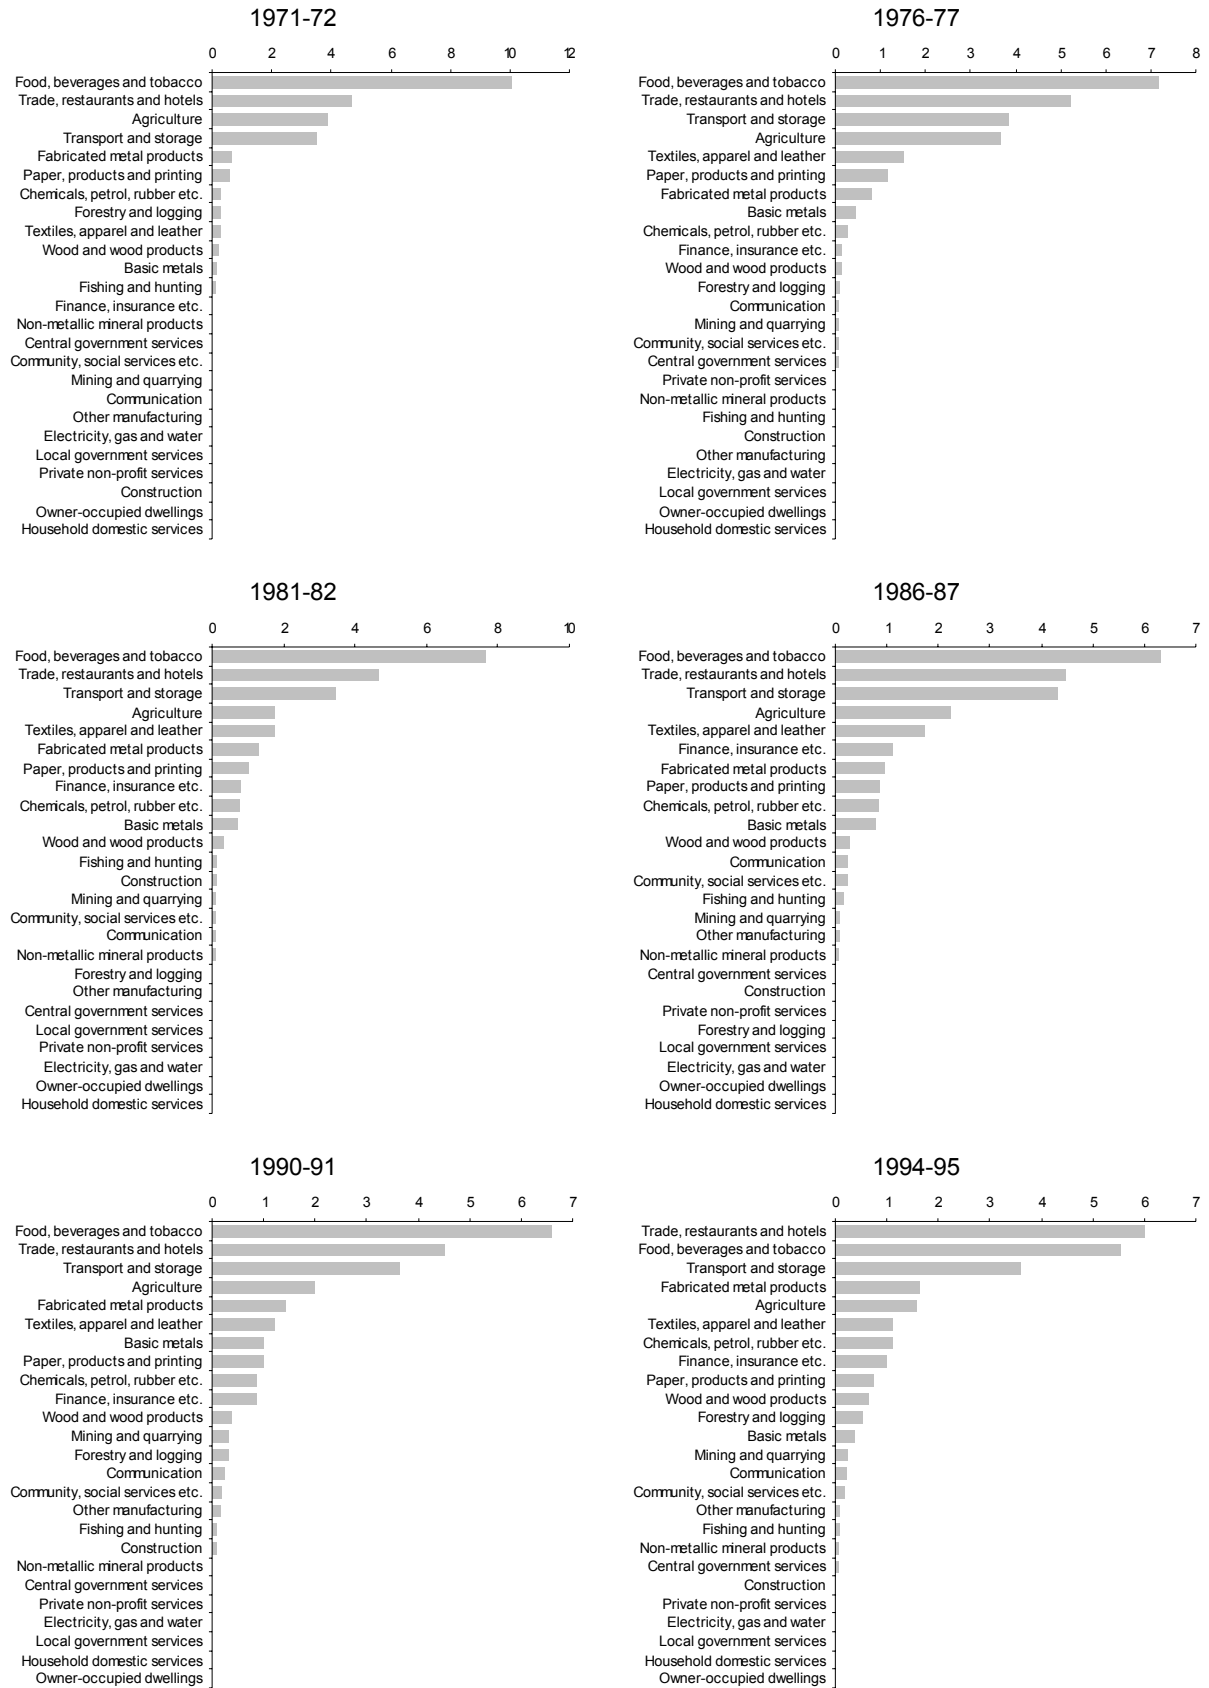 1971-72
0 2 4 6 8 10 12
Food, beverages and tobacco
Trade, restaurants and hotels
Agriculture
Transport and storage
Fabricated metal products
Paper, products and printing
Chemicals, petrol, rubber etc.
Forestry and logging
Textiles, apparel and leather
Wood and wood products
Basic metals
Fishing and hunting
Finance, insurance etc.
Non-metallic mineral products
Central government services
Community, social services etc.
Mining and quarrying
Communication
Other manufacturing
Electricity, gas and water
Local government services
Private non-profit services
Construction
Owner-occupied dwellings
Household domestic services
1976-77
0 1 2 3 4 5 6 7 8
Food, beverages and tobacco
Trade, restaurants and hotels
Transport and storage
Agriculture
Textiles, apparel and leather
Paper, products and printing
Fabricated metal products
Basic metals
Chemicals, petrol, rubber etc.
Finance, insurance etc.
Wood and wood products
Forestry and logging
Communication
Mining and quarrying
Community, social services etc.
Central government services
Private non-profit services
Non-metallic mineral products
Fishing and hunting
Construction
Other manufacturing
Electricity, gas and water
Local government services
Owner-occupied dwellings
Household domestic services
1981-82
0 2 4 6 8 10
Food, beverages and tobacco
Trade, restaurants and hotels
Transport and storage
Agriculture
Textiles, apparel and leather
Fabricated metal products
Paper, products and printing
Finance, insurance etc.
Chemicals, petrol, rubber etc.
Basic metals
Wood and wood products
Fishing and hunting
Construction
Mining and quarrying
Community, social services etc.
Communication
Non-metallic mineral products
Forestry and logging
Other manufacturing
Central government services
Local government services
Private non-profit services
Electricity, gas and water
Owner-occupied dwellings
Household domestic services
1986-87
0 1 2 3 4 5 6 7
Food, beverages and tobacco
Trade, restaurants and hotels
Transport and storage
Agriculture
Textiles, apparel and leather
Finance, insurance etc.
Fabricated metal products
Paper, products and printing
Chemicals, petrol, rubber etc.
Basic metals
Wood and wood products
Communication
Community, social services etc.
Fishing and hunting
Mining and quarrying
Other manufacturing
Non-metallic mineral products
Central government services
Construction
Private non-profit services
Forestry and logging
Local government services
Electricity, gas and water
Owner-occupied dwellings
Household domestic services
1990-91
0 1 2 3 4 5 6 7
Food, beverages and tobacco
Trade, restaurants and hotels
Transport and storage
Agriculture
Fabricated metal products
Textiles, apparel and leather
Basic metals
Paper, products and printing
Chemicals, petrol, rubber etc.
Finance, insurance etc.
Wood and wood products
Mining and quarrying
Forestry and logging
Communication
Community, social services etc.
Other manufacturing
Fishing and hunting
Construction
Non-metallic mineral products
Central government services
Private non-profit services
Electricity, gas and water
Local government services
Household domestic services
Owner-occupied dwellings
1994-95
0 1 2 3 4 5 6 7
Trade, restaurants and hotels
Food, beverages and tobacco
Transport and storage
Fabricated metal products
Agriculture
Textiles, apparel and leather
Chemicals, petrol, rubber etc.
Finance, insurance etc.
Paper, products and printing
Wood and wood products
Forestry and logging
Basic metals
Mining and quarrying
Communication
Community, social services etc.
Other manufacturing
Fishing and hunting
Non-metallic mineral products
Central government services
Construction
Private non-profit services
Electricity, gas and water
Local government services
Household domestic services
Owner-occupied dwellings